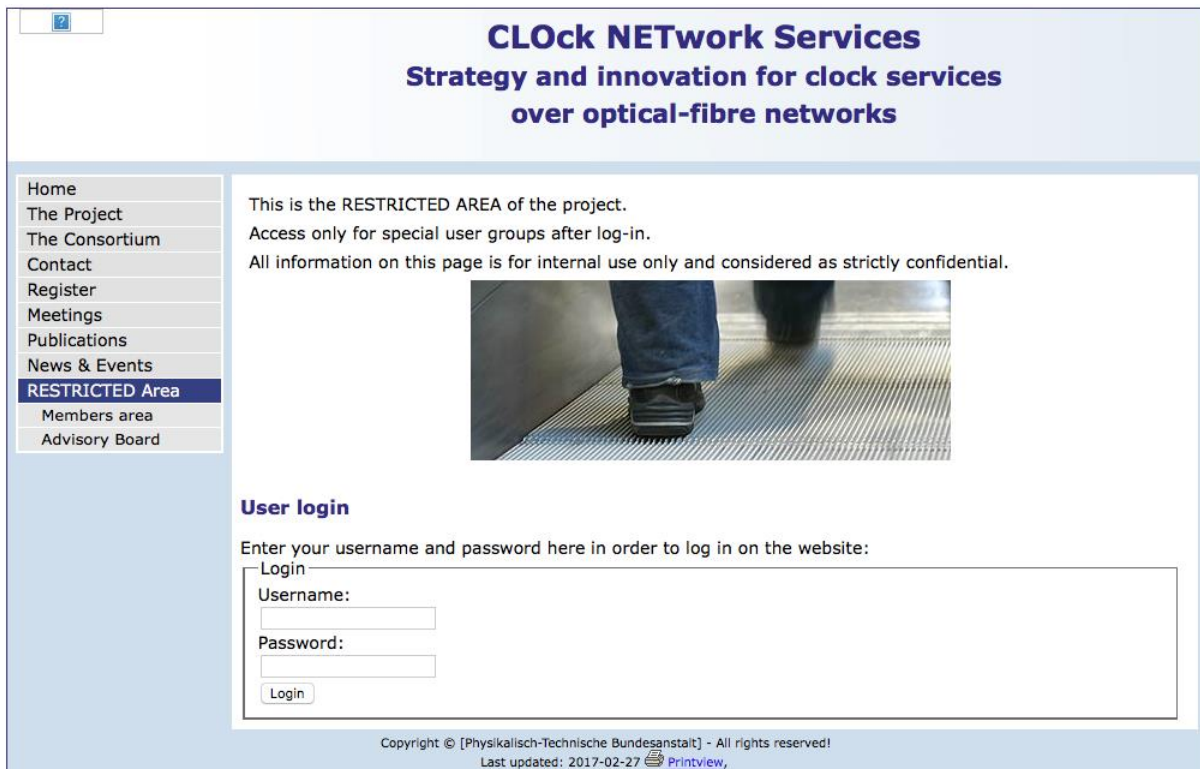 CLOck NETwork Services
Strategy and innovation for clock services
over optical-fibre networks
Home
The Project
The Consortium
Contact
Register
Meetings
Publications
News & Events
RESTRICTED Area
Members area
Advisory Board
This is the RESTRICTED AREA of the project.
Access only for special user groups after log-in.
All information on this page is for internal use only and considered as strictly confidential.
User login
Enter your username and password here in order to log in on the website:
Login
Username:
Password:
Login
Copyright © [Physikalisch-Technische Bundesanstalt] - All rights reserved!
Last updated: 2017-02-27 Printview,